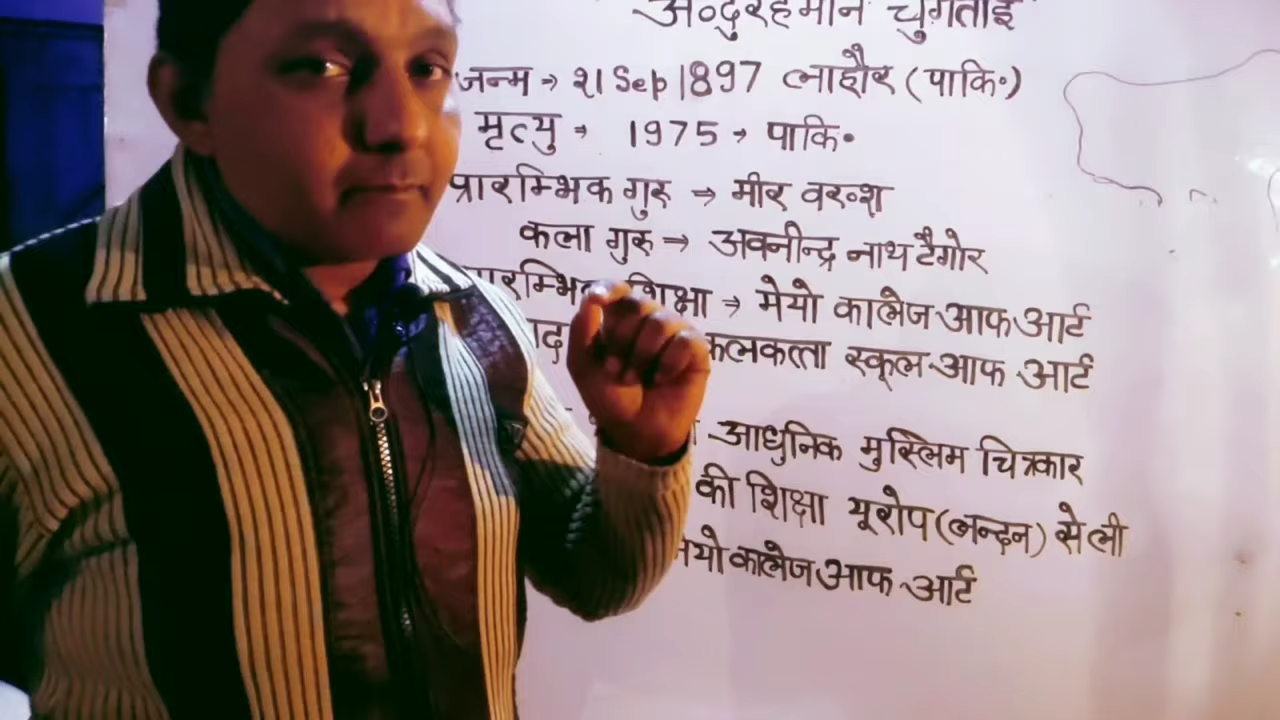 अब्दुरहमान चुगताई
जन्म → 21 Sep 1897 लाहौर (पाकि॰)
मृत्यु → 1975 → पाकि॰
प्रारम्भिक गुरु → मीर वख्श
कला गुरु → अवनीन्द्र नाथ टैगोर
शिक्षा → मेयो कालेज आफ आर्ट
कलकत्ता स्कूल आफ आर्ट
आधुनिक मुस्लिम चित्रकार
की शिक्षा यूरोप (लन्दन) से ली
मेयो कालेज आफ आर्ट